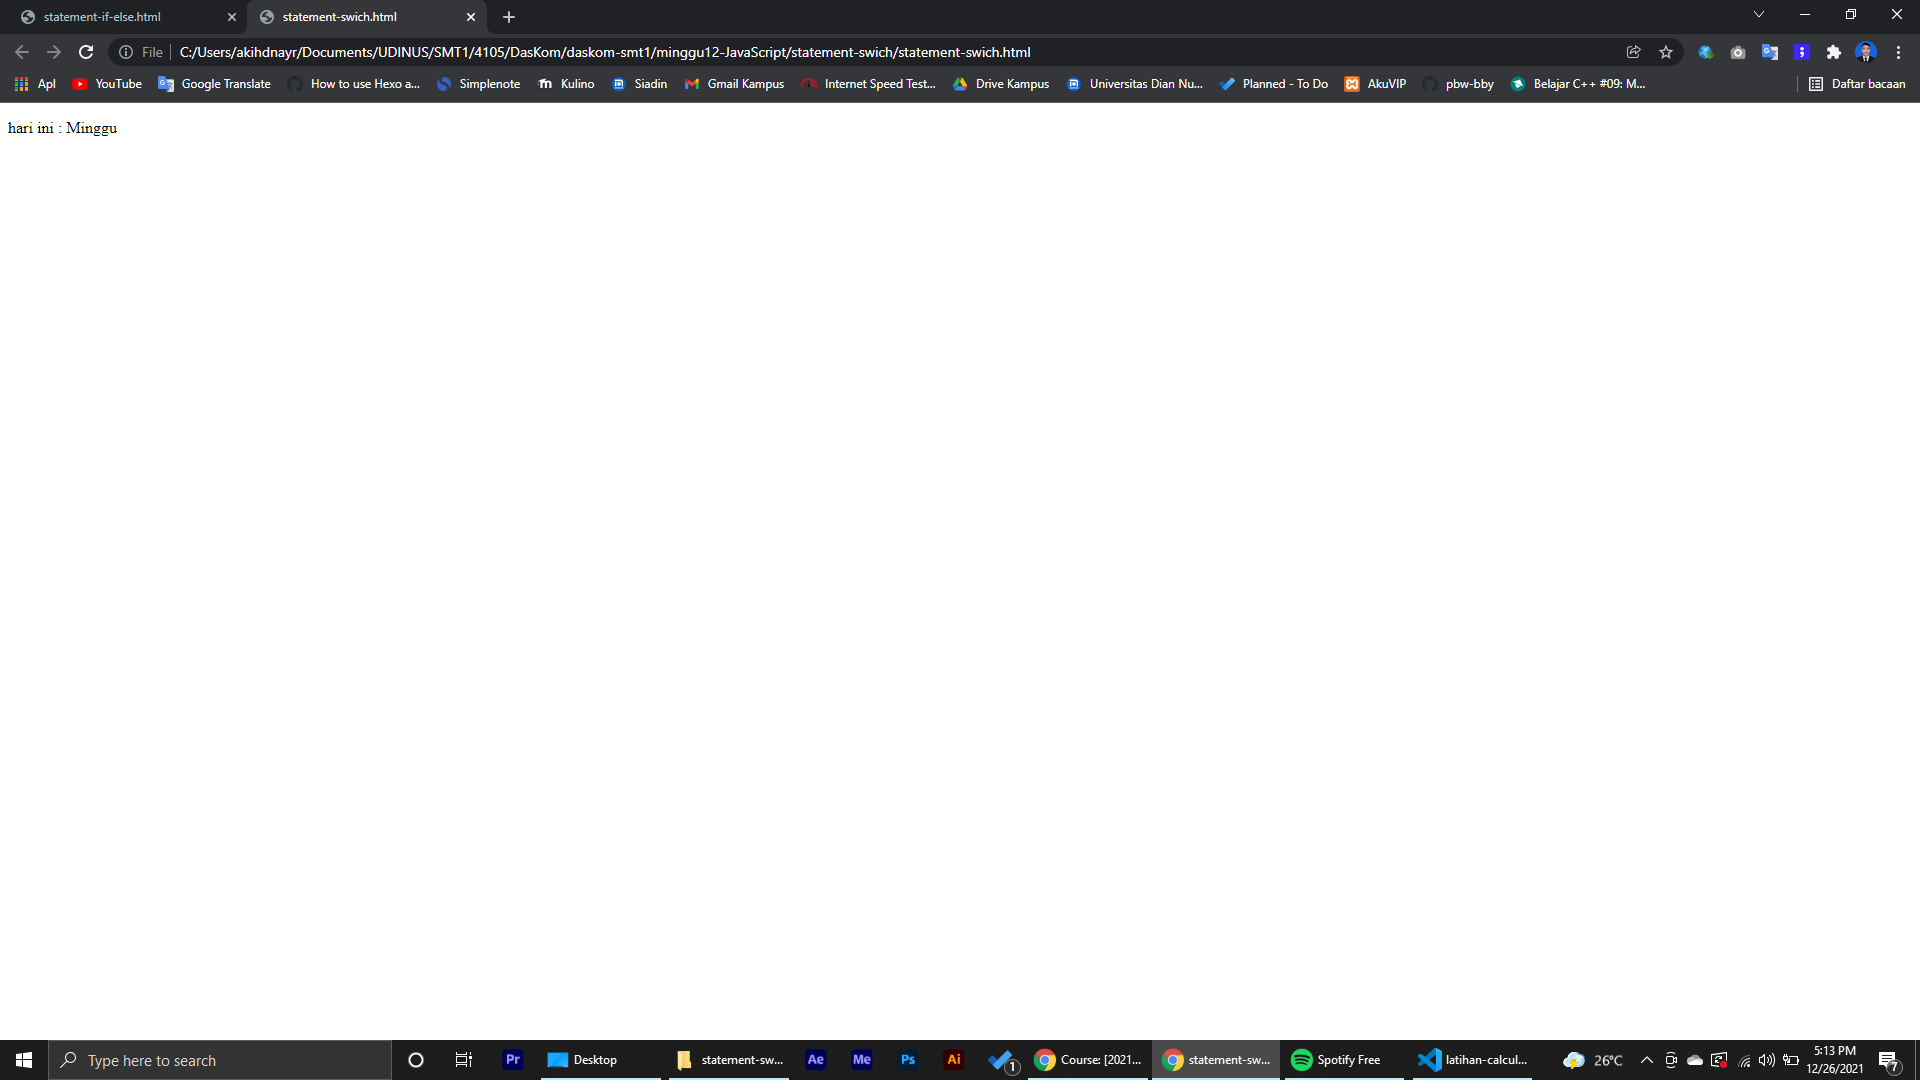 statement-if-else.html
statement-swich.html
File
C:/Users/akihdnayr/Documents/UDINUS/SMT1/4105/DasKom/daskom-smt1/minggu12-JavaScript/statement-swich/statement-swich.html
Apl YouTube Google Translate How to use Hexo a... Simplenote Kulino Siadin Gmail Kampus Internet Speed Test... Drive Kampus Universitas Dian Nu... Planned - To Do AkuVIP pbw-bby Belajar C++ #09: M... Daftar bacaan
hari ini : Minggu
Type here to search
Pr
Desktop
statement-sw...
Ae
Me
Ps
Ai
1
Course: [2021...
statement-sw...
Spotify Free
latihan-calcul...
26°C
5:13 PM
12/26/2021
7